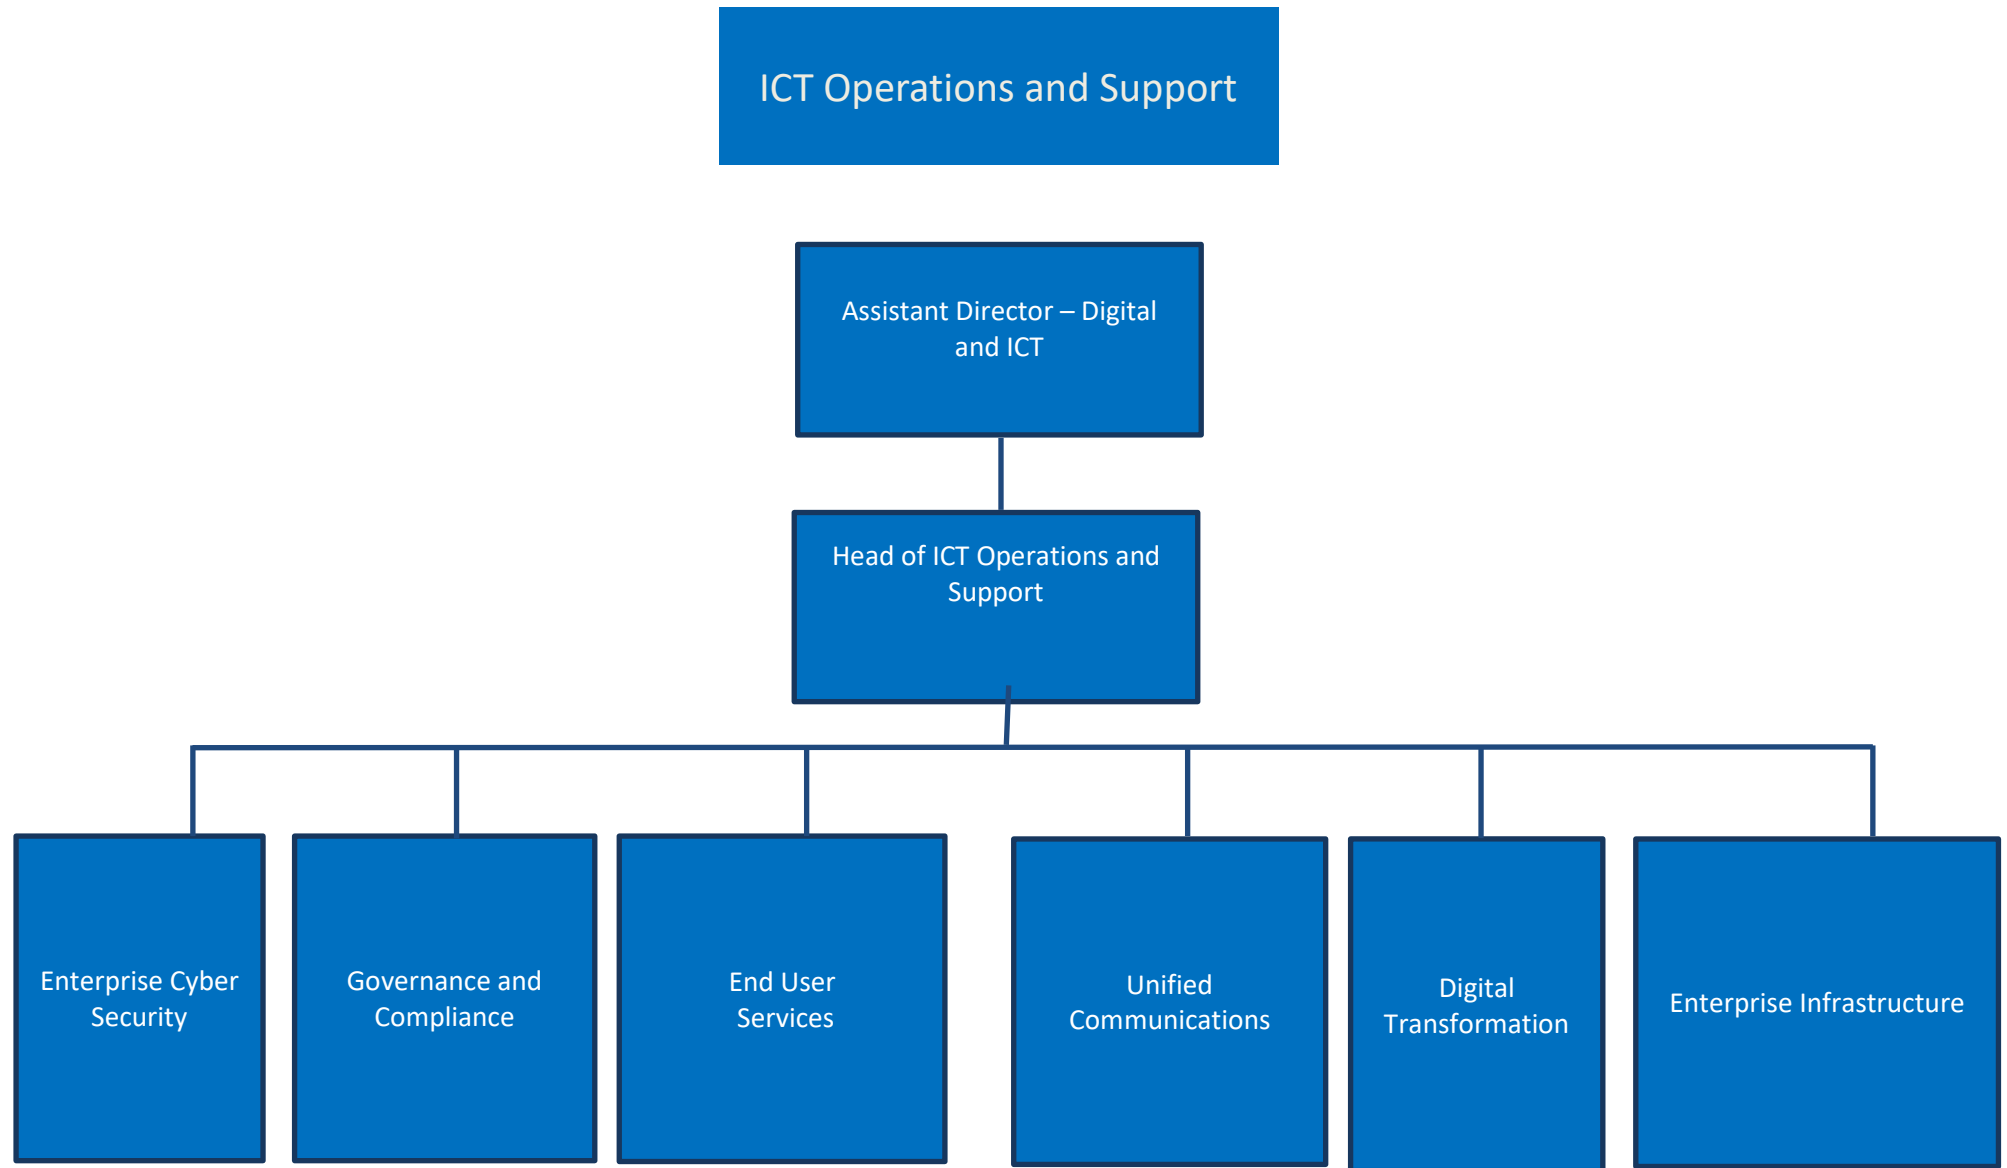 ICT Operations and Support
Assistant Director – Digital
and ICT
Head of ICT Operations and
Support
Enterprise Cyber
Security
Governance and
Compliance
End User
Services
Unified
Communications
Digital
Transformation
Enterprise Infrastructure